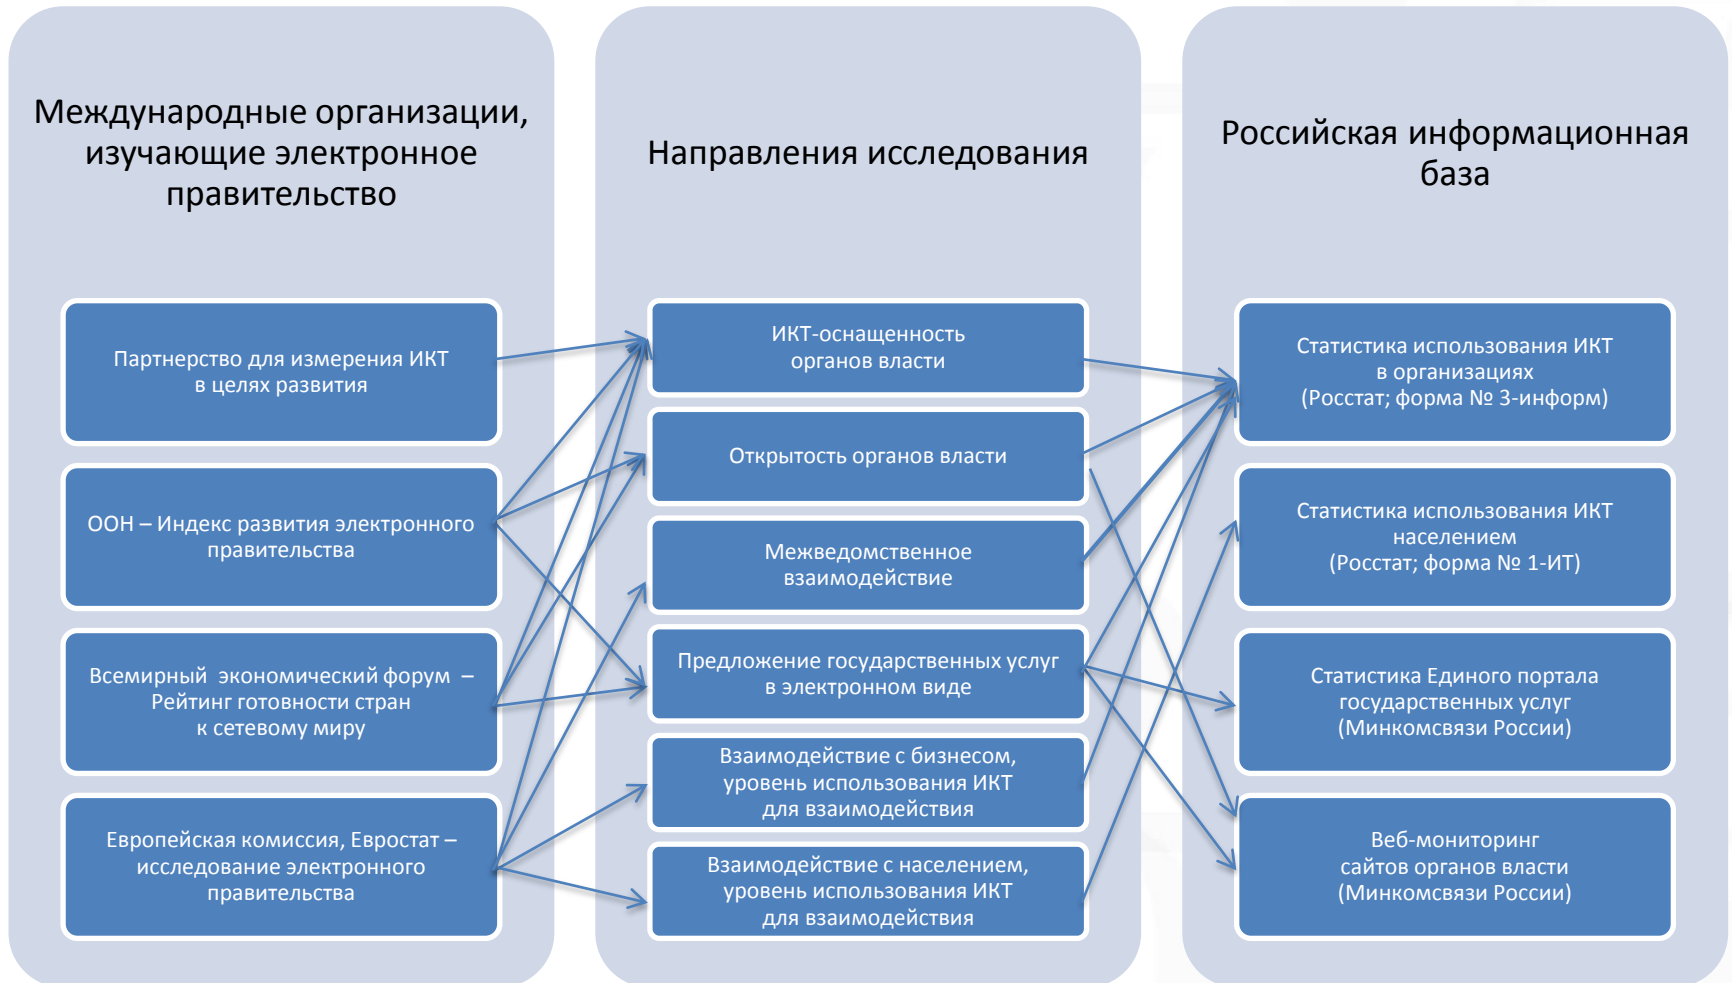 Международные организации,
изучающие электронное
правительство
Партнерство для измерения ИКТ
в целях развития
ООН – Индекс развития электронного
правительства
Всемирный экономический форум –
Рейтинг готовности стран
к сетевому миру
Европейская комиссия, Евростат –
исследование электронного
правительства
Направления исследования
ИКТ-оснащенность
органов власти
Открытость органов власти
Межведомственное
взаимодействие
Предложение государственных услуг
в электронном виде
Взаимодействие с бизнесом,
уровень использования ИКТ
для взаимодействия
Взаимодействие с населением,
уровень использования ИКТ
для взаимодействия
Российская информационная
база
Статистика использования ИКТ
в организациях
(Росстат; форма № 3-информ)
Статистика использования ИКТ
населением
(Росстат; форма № 1-ИТ)
Статистика Единого портала
государственных услуг
(Минкомсвязи России)
Веб-мониторинг
сайтов органов власти
(Минкомсвязи России)